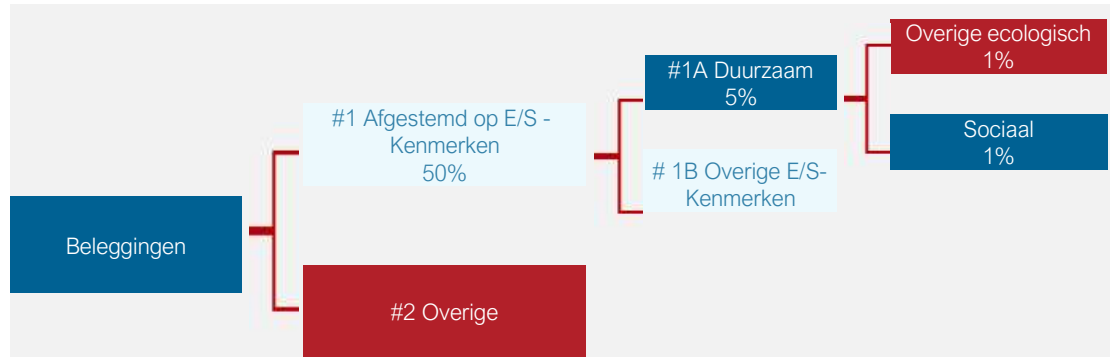 Beleggingen
#1 Afgestemd op E/S -
Kenmerken
50%
#2 Overige
#1A Duurzaam
5%
# 1B Overige E/S-
Kenmerken
Overige ecologisch
1%
Sociaal
1%